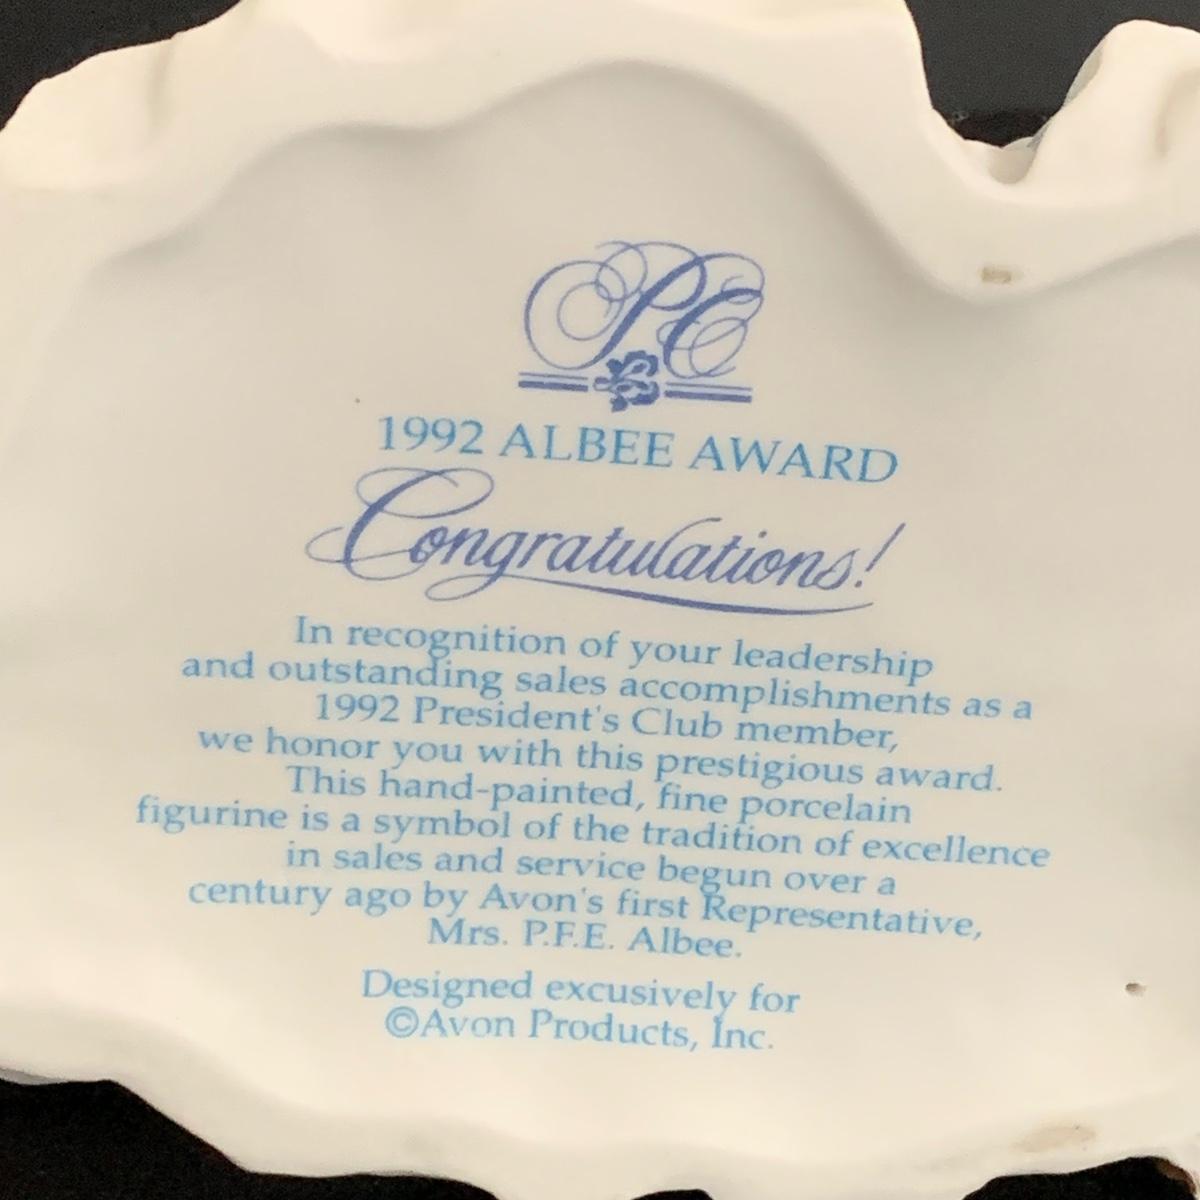 PC
1992 ALBEE AWARD
Congratulations!
In recognition of your leadership
and outstanding sales accomplishments as a
1992 President's Club member,
we honor you with this prestigious award.
This hand-painted, fine porcelain
figurine is a symbol of the tradition of excellence
in sales and service begun over a
century ago by Avon's first Representative,
Mrs. P.F.E. Albee.
Designed excusively for
©Avon Products, Inc.